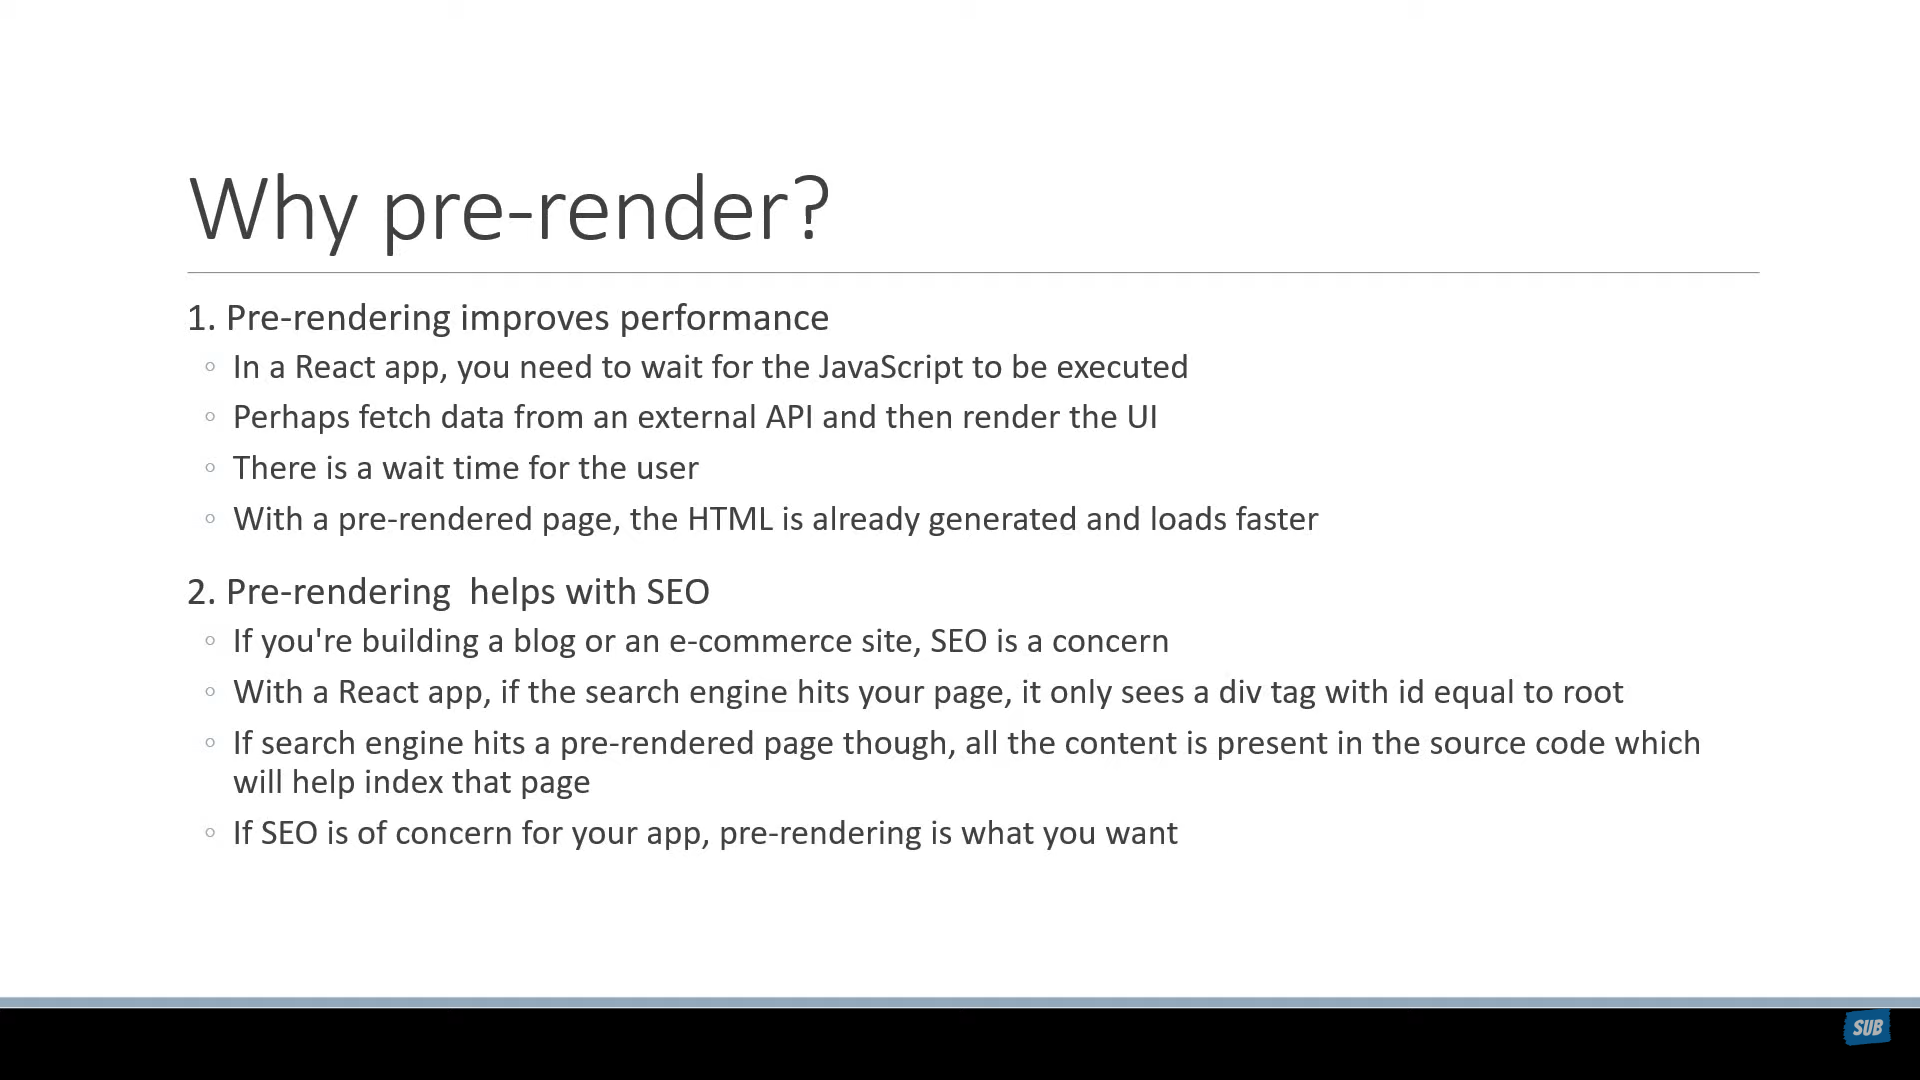 Why pre-render?
1. Pre-rendering improves performance
◦ In a React app, you need to wait for the JavaScript to be executed
◦ Perhaps fetch data from an external API and then render the UI
◦ There is a wait time for the user
◦ With a pre-rendered page, the HTML is already generated and loads faster
2. Pre-rendering  helps with SEO
◦ If you're building a blog or an e-commerce site, SEO is a concern
◦ With a React app, if the search engine hits your page, it only sees a div tag with id equal to root
◦ If search engine hits a pre-rendered page though, all the content is present in the source code which
will help index that page
◦ If SEO is of concern for your app, pre-rendering is what you want
SUB